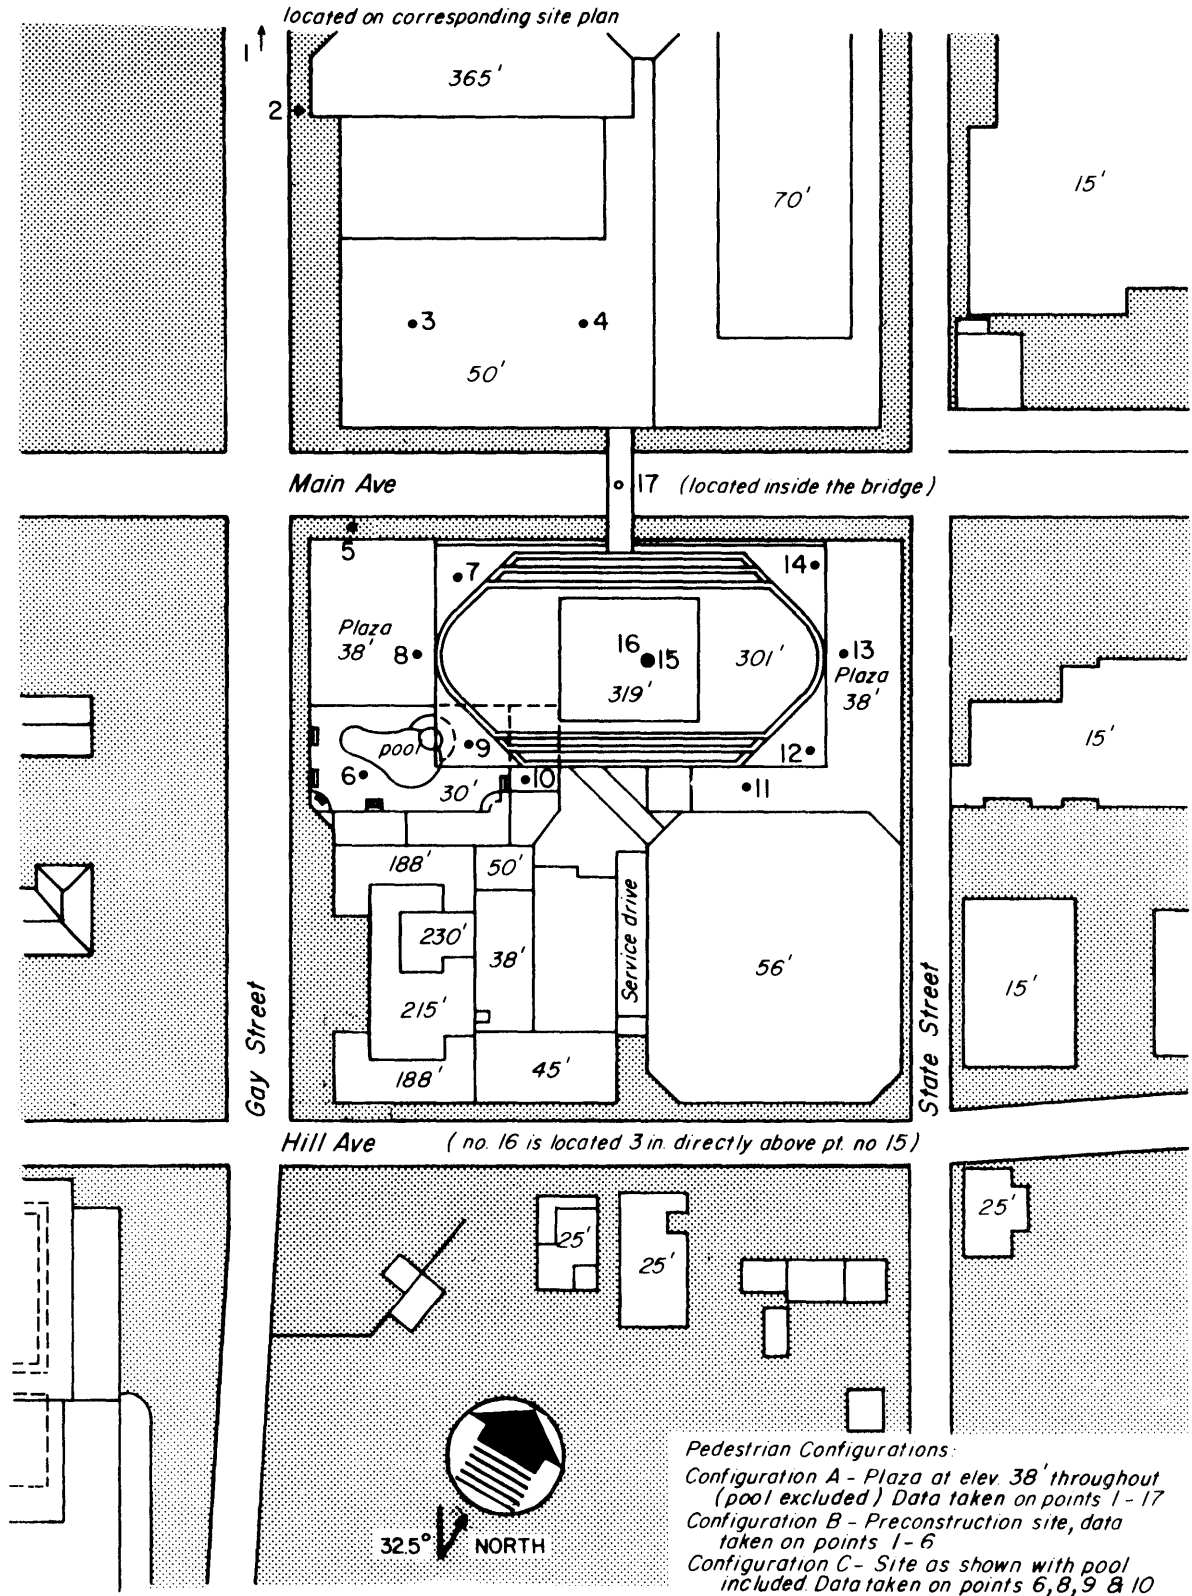 located on corresponding site plan
1
2
365'
70'
15'
3
4
50'
Main Ave
17 (located inside the bridge)
5
7
14
Plaza
38'
8
16
15
301'
319'
13
Plaza
38'
pool
9
12
15'
6
30'
10
11
188'
50'
230'
38'
Service drive
56'
15'
215'
188'
45'
Gay Street
State Street
Hill Ave (no. 16 is located 3 in. directly above pt. no 15)
25'
25'
25'
32.5°
NORTH
Pedestrian Configurations:
Configuration A - Plaza at elev. 38' throughout
(pool excluded) Data taken on points 1 - 17
Configuration B - Preconstruction site, data
taken on points 1 - 6
Configuration C - Site as shown with pool
included. Data taken on points 6, 8, 9 & 10